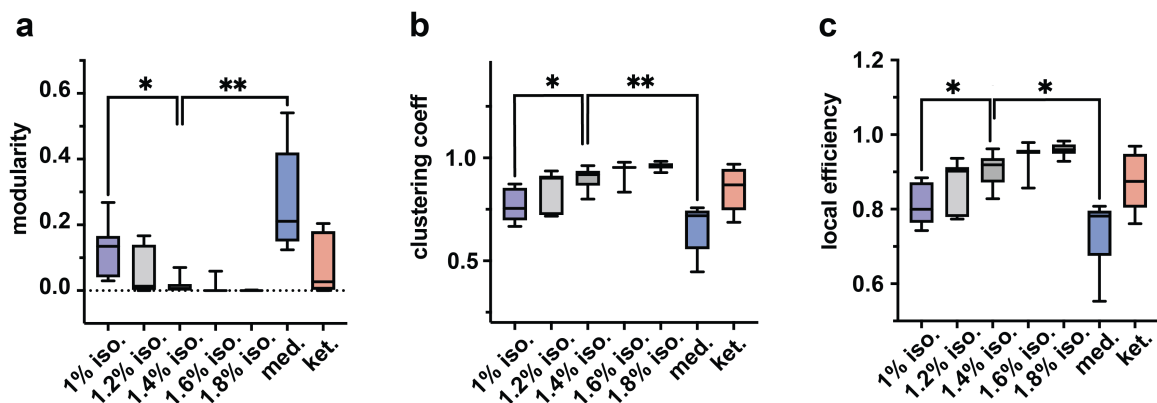 a
modularity
0.6
0.4
0.2
0.0
*
**
1% iso.
1.2% iso.
1.4% iso.
1.6% iso.
1.8% iso.
med.
ket.
b
clustering coeff
1.0
0.5
*
**
1% iso.
1.2% iso.
1.4% iso.
1.6% iso.
1.8% iso.
med.
ket.
c
local efficiency
1.2
1.0
0.8
0.6
*
*
1% iso.
1.2% iso.
1.4% iso.
1.6% iso.
1.8% iso.
med.
ket.